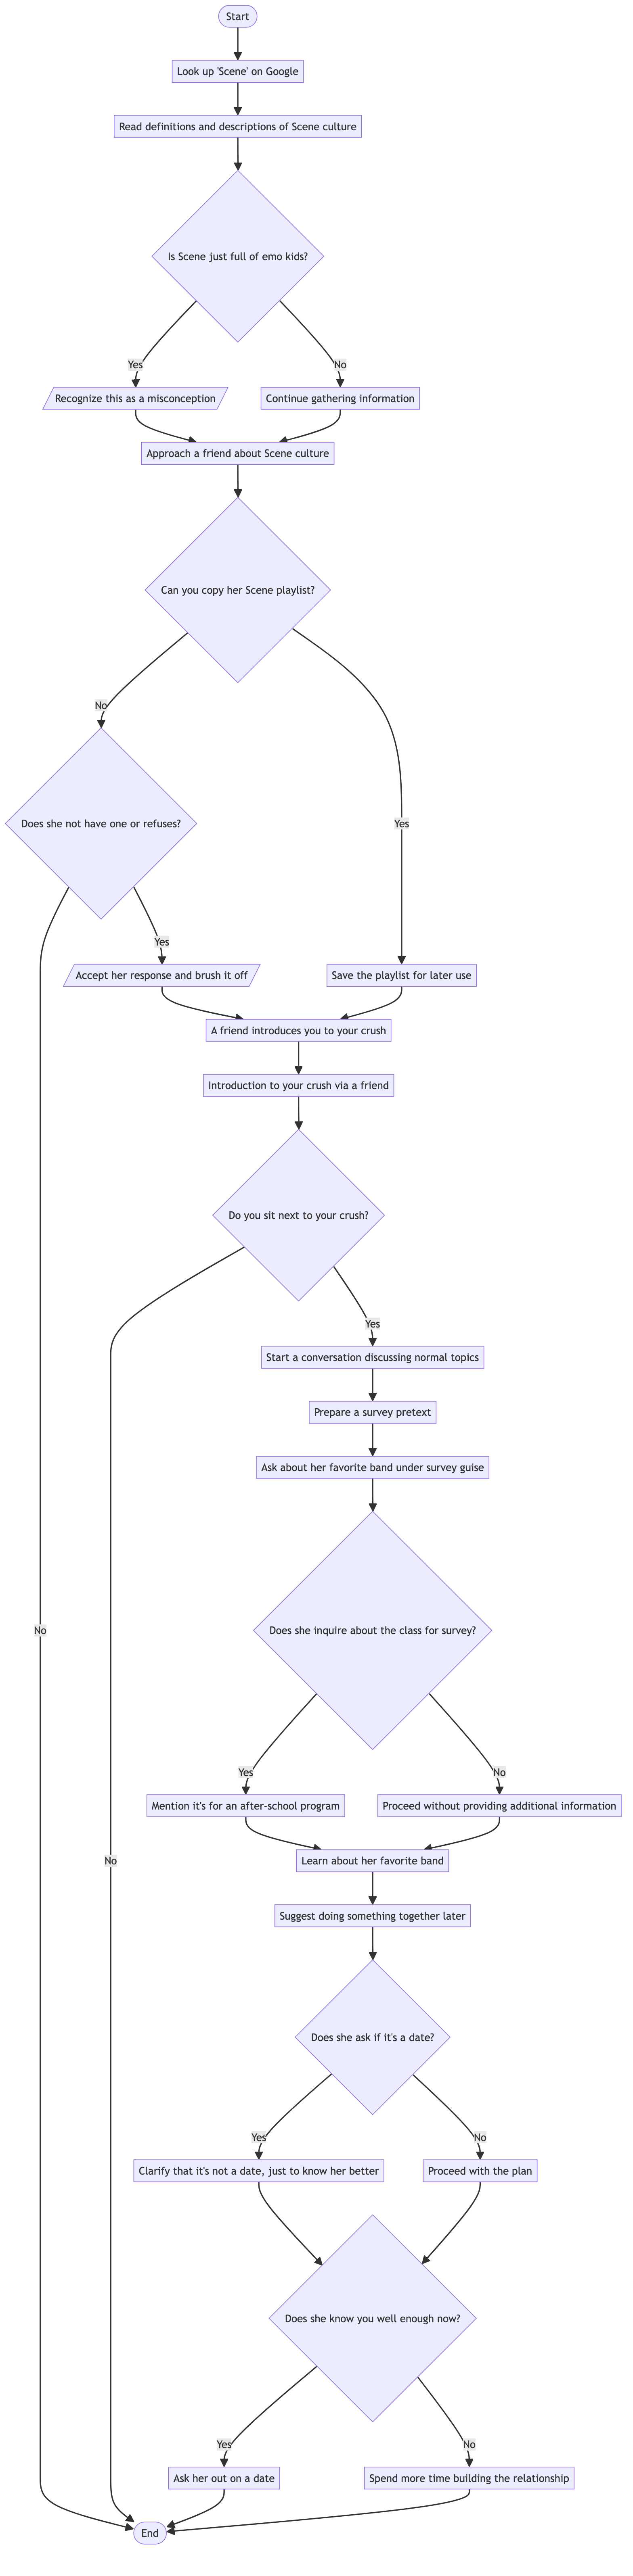 Start
Look up 'Scene' on Google
Read definitions and descriptions of Scene culture
Is Scene just full of emo kids?
Yes
No
Recognize this as a misconception
Continue gathering information
Approach a friend about Scene culture
Can you copy her Scene playlist?
No
Does she not have one or refuses?
Yes
Yes
Accept her response and brush it off
Save the playlist for later use
A friend introduces you to your crush
Introduction to your crush via a friend
Do you sit next to your crush?
Yes
Start a conversation discussing normal topics
Prepare a survey pretext
Ask about her favorite band under survey guise
No
Does she inquire about the class for survey?
Yes
No
Mention it's for an after-school program
Proceed without providing additional information
No
Learn about her favorite band
Suggest doing something together later
Does she ask if it's a date?
Yes
No
Clarify that it's not a date, just to know her better
Proceed with the plan
Does she know you well enough now?
Yes
No
Ask her out on a date
Spend more time building the relationship
End